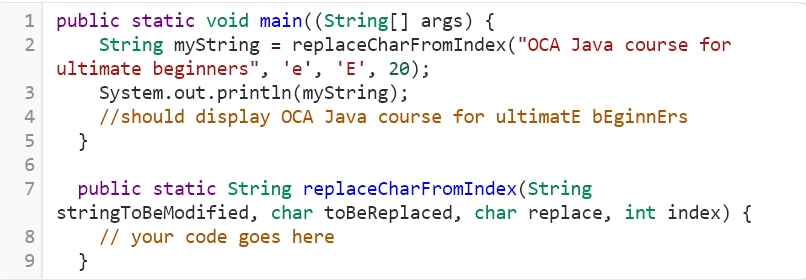 1 public static void main((String[] args) {
2 String myString = replaceCharFromIndex("OCA Java course for
ultimate beginners", 'e', 'E', 20);
3 System.out.println(myString);
4 //should display OCA Java course for ultimatE bEginnErs
5 }
6
7 public static String replaceCharFromIndex(String
stringToBeModified, char toBeReplaced, char replace, int index) {
8 // your code goes here
9 }